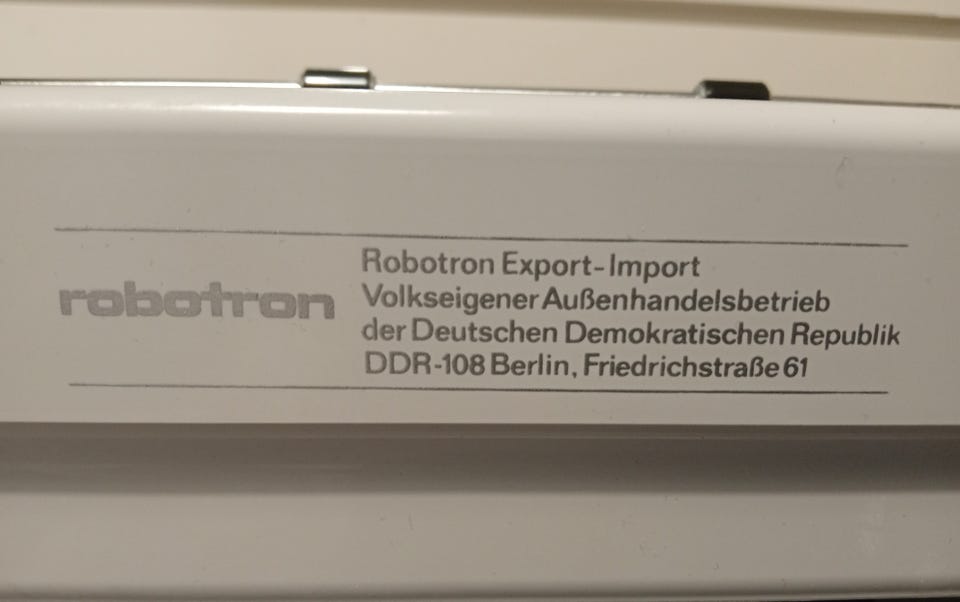 robotron
Robotron Export-Import
Volkseigener Außenhandelsbetrieb
der Deutschen Demokratischen Republik
DDR-108 Berlin, Friedrichstraße 61